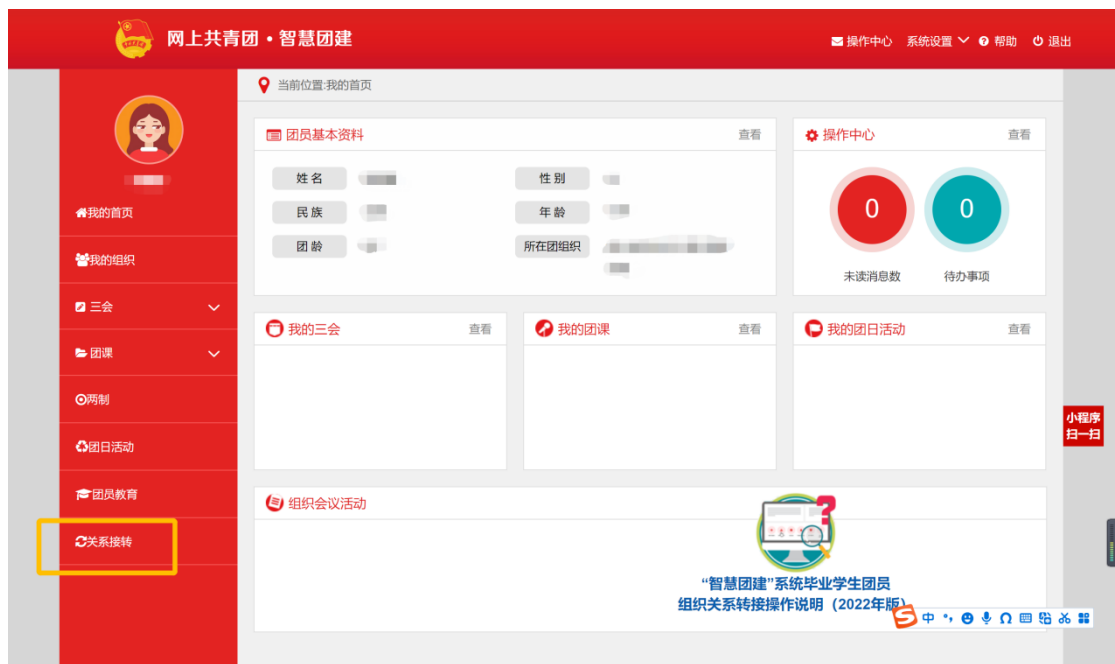 网上共青团·智慧团建
操作中心 系统设置 帮助 退出
当前位置:我的首页
我的首页
我的组织
三会
团课
两制
团日活动
团员教育
关系接转
团员基本资料 查看
姓名 性别
民族 年龄
团龄 所在团组织
操作中心 查看
0 0
未读消息数 待办事项
我的三会 查看
我的团课 查看
我的团日活动 查看
小程序
扫一扫
组织会议活动
“智慧团建”系统毕业学生团员
组织关系转接操作说明（2022年版）
中